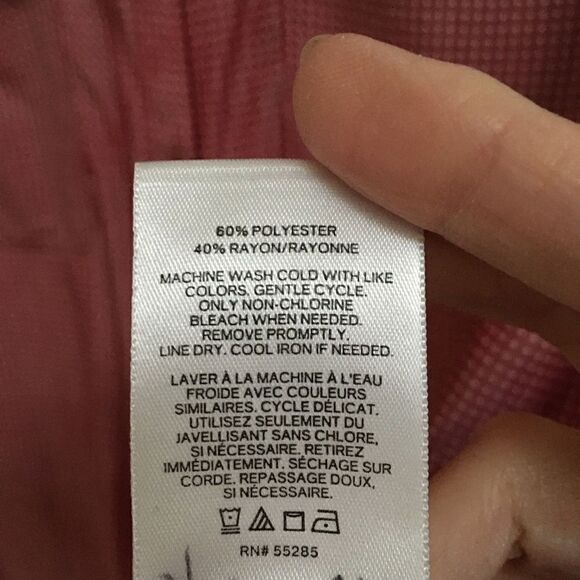 60% POLYESTER
40% RAYON/RAYONNE
MACHINE WASH COLD WITH LIKE
COLORS. GENTLE CYCLE.
ONLY NON-CHLORINE
BLEACH WHEN NEEDED.
REMOVE PROMPTLY.
LINE DRY. COOL IRON IF NEEDED.
LAVER À LA MACHINE À L'EAU
FROIDE AVEC COULEURS
SIMILAIRES. CYCLE DÉLICAT.
UTILISEZ SEULEMENT DU
JAVELLISANT SANS CHLORE,
SI NÉCESSAIRE. RETIREZ
IMMÉDIATEMENT. SÉCHAGE SUR
CORDE. REPASSAGE DOUX,
SI NÉCESSAIRE.
RN# 55285